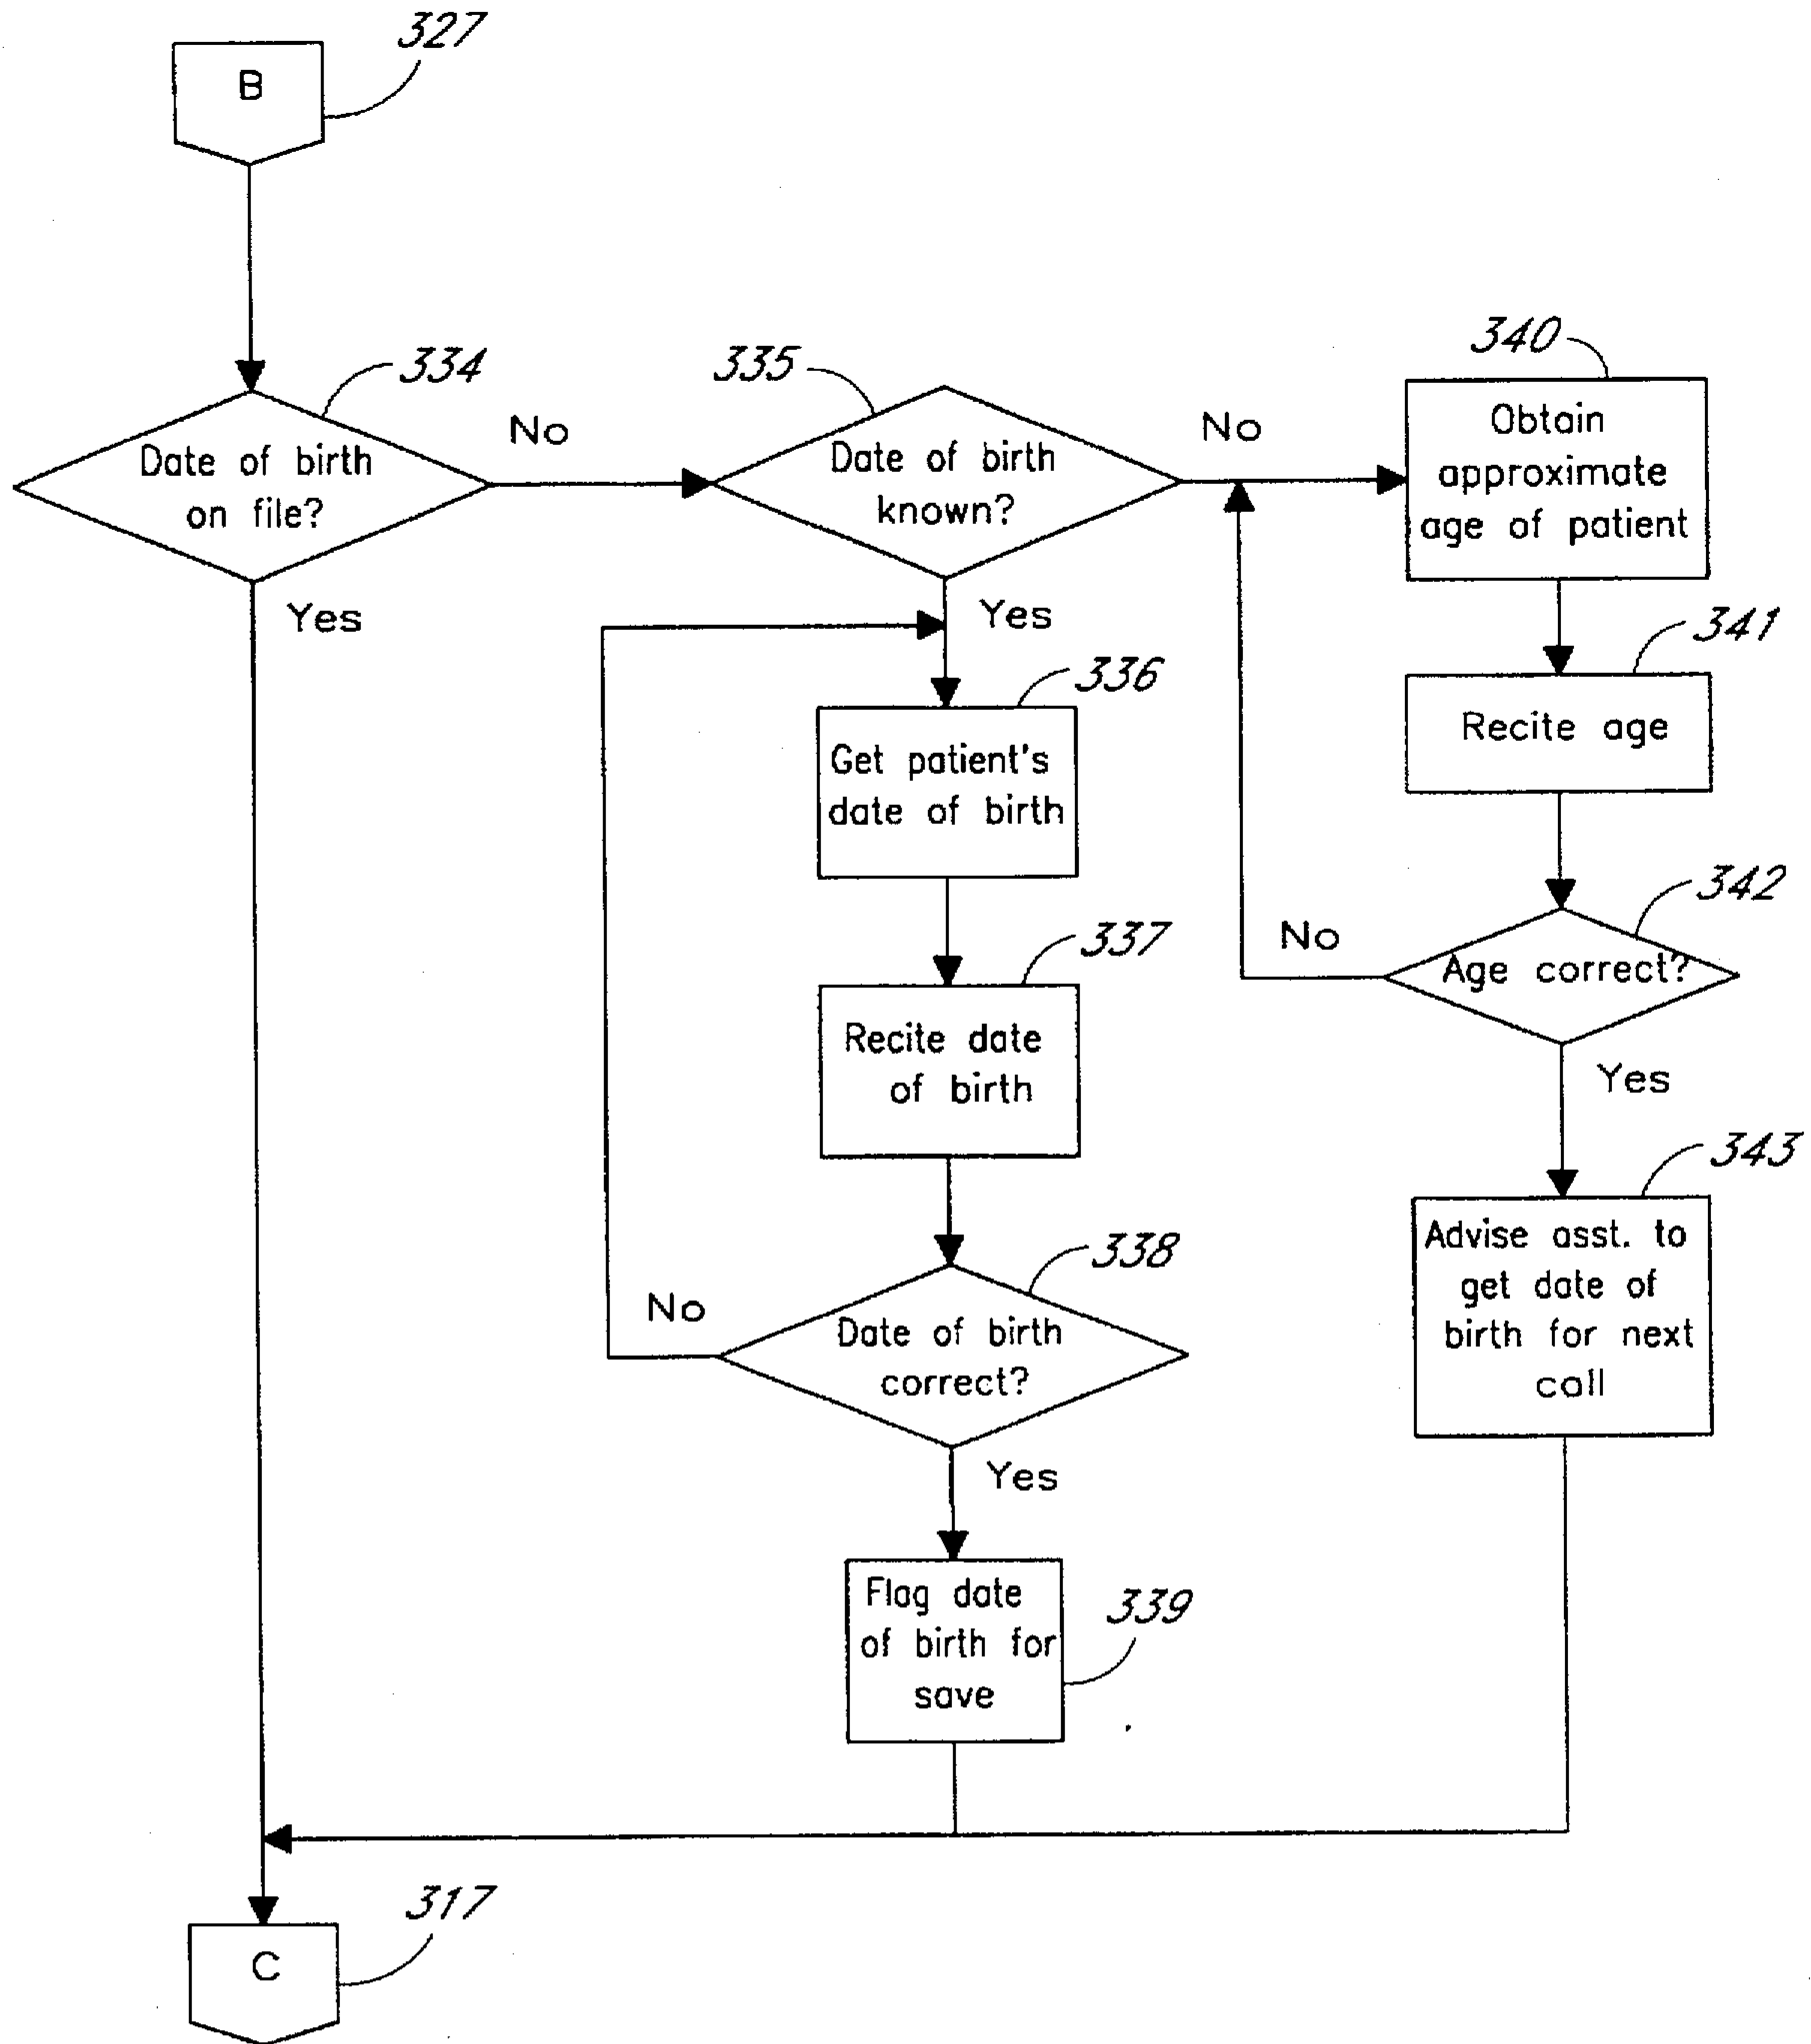 327
B
334
Date of birth
on file?
No
Yes
335
Date of birth
known?
No
Yes
340
Obtain
approximate
age of patient
341
Recite age
336
Get patient's
date of birth
342
Age correct?
No
Yes
337
Recite date
of birth
343
Advise asst. to
get date of
birth for next
call
338
Date of birth
correct?
No
Yes
339
Flag date
of birth for
save
317
C